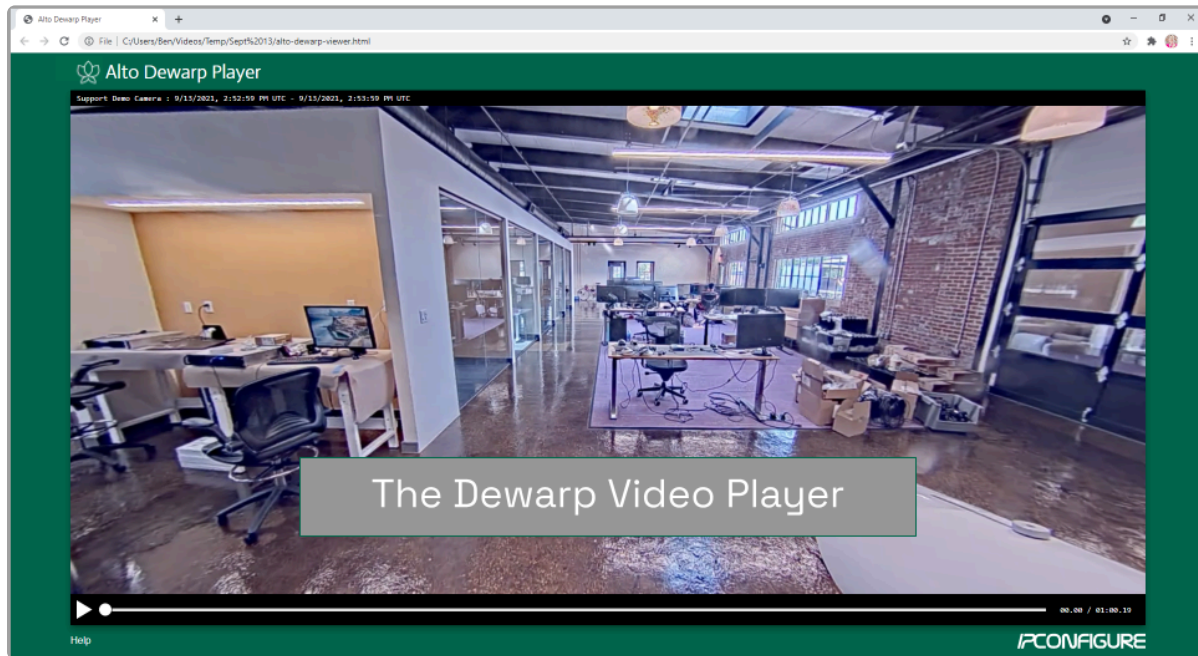 Alto Dewarp Player
File | C:/Users/Ben/Videos/Temp/Sept%2013/alto-dewarp-viewer.html
Alto Dewarp Player
Support Demo Camera : 9/13/2021, 2:52:59 PM UTC - 9/13/2021, 2:53:59 PM UTC
The Dewarp Video Player
00.00 / 01:00.19
Help
IPCONFIGURE